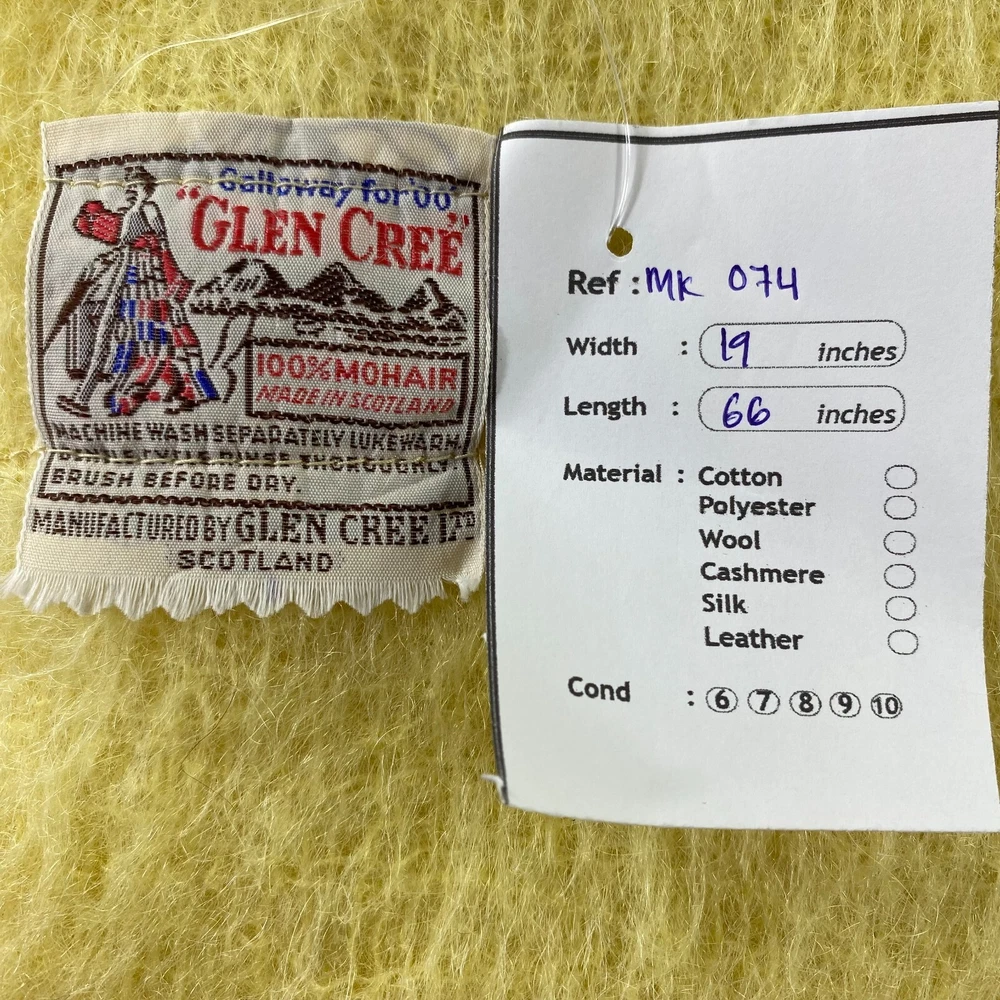 Galloway for 'oo'
"GLEN CREE"
100% MOHAIR
MADE IN SCOTLAND
MACHINE WASH SEPARATELY LUKEWARM
RINSE THOROUGHLY
BRUSH BEFORE DRY.
MANUFACTURED BY GLEN CREE LTD
SCOTLAND
Ref : MK 074
Width : 19 inches
Length : 66 inches
Material : Cotton
Polyester
Wool
Cashmere
Silk
Leather
Cond : 6 7 8 9 10